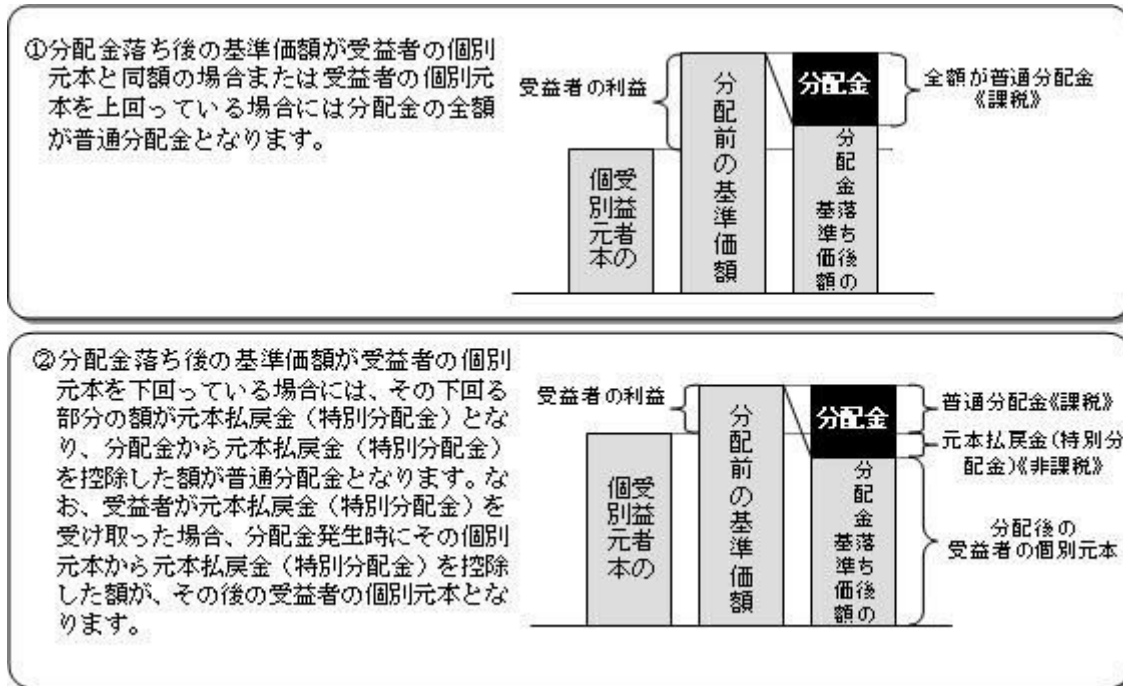 ①分配金落ち後の基準価額が受益者の個別
元本と同額の場合または受益者の個別元
本を上回っている場合には分配金の全額
が普通分配金となります。
受益者の利益
受益者の
個別元本
分配前の基準価額
分配金
分配金落ち後の
基準価額
全額が普通分配金
《課税》
②分配金落ち後の基準価額が受益者の個別
元本を下回っている場合には、その下回る
部分の額が元本払戻金（特別分配金）とな
り、分配金から元本払戻金（特別分配金）
を控除した額が普通分配金となります。な
お、受益者が元本払戻金（特別分配金）を
受け取った場合、分配金発生時にその個別
元本から元本払戻金（特別分配金）を控除
した額が、その後の受益者の個別元本とな
ります。
受益者の利益
受益者の
個別元本
分配前の基準価額
分配金
分配金落ち後の
基準価額
普通分配金《課税》
元本払戻金(特別分
配金)《非課税》
分配後の
受益者の個別元本